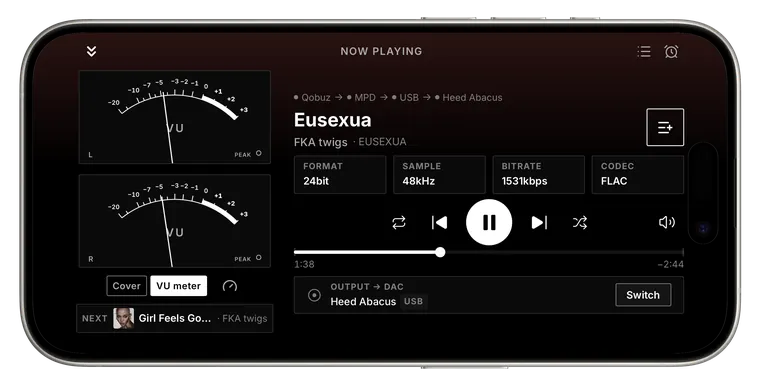 NOW PLAYING
-20 -10 -7 -5 -3 -2 -1 0 +1 +2 +3
VU
L PEAK
-20 -10 -7 -5 -3 -2 -1 0 +1 +2 +3
VU
R PEAK
Cover VU meter
NEXT Girl Feels Go... · FKA twigs
• Qobuz → • MPD → • USB → • Heed Abacus
Eusexua
FKA twigs · EUSEXUA
FORMAT
24bit
SAMPLE
48kHz
BITRATE
1531kbps
CODEC
FLAC
1:38 −2:44
OUTPUT → DAC
Heed Abacus USB
Switch